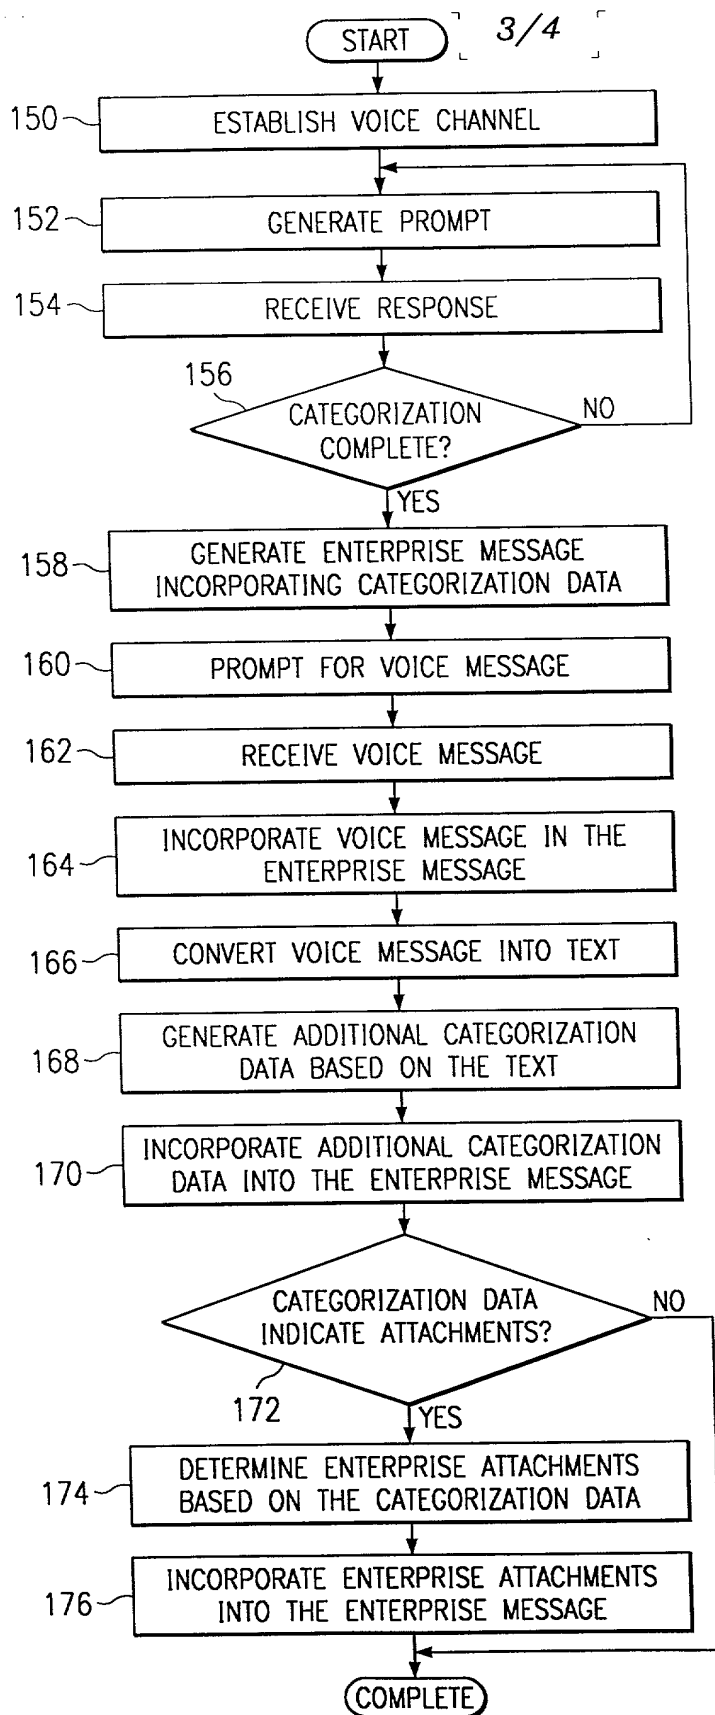 START
3/4
150
ESTABLISH VOICE CHANNEL
152
GENERATE PROMPT
154
RECEIVE RESPONSE
156
CATEGORIZATION
COMPLETE?
NO
YES
158
GENERATE ENTERPRISE MESSAGE
INCORPORATING CATEGORIZATION DATA
160
PROMPT FOR VOICE MESSAGE
162
RECEIVE VOICE MESSAGE
164
INCORPORATE VOICE MESSAGE IN THE
ENTERPRISE MESSAGE
166
CONVERT VOICE MESSAGE INTO TEXT
168
GENERATE ADDITIONAL CATEGORIZATION
DATA BASED ON THE TEXT
170
INCORPORATE ADDITIONAL CATEGORIZATION
DATA INTO THE ENTERPRISE MESSAGE
CATEGORIZATION DATA
INDICATE ATTACHMENTS?
NO
172
YES
174
DETERMINE ENTERPRISE ATTACHMENTS
BASED ON THE CATEGORIZATION DATA
176
INCORPORATE ENTERPRISE ATTACHMENTS
INTO THE ENTERPRISE MESSAGE
COMPLETE